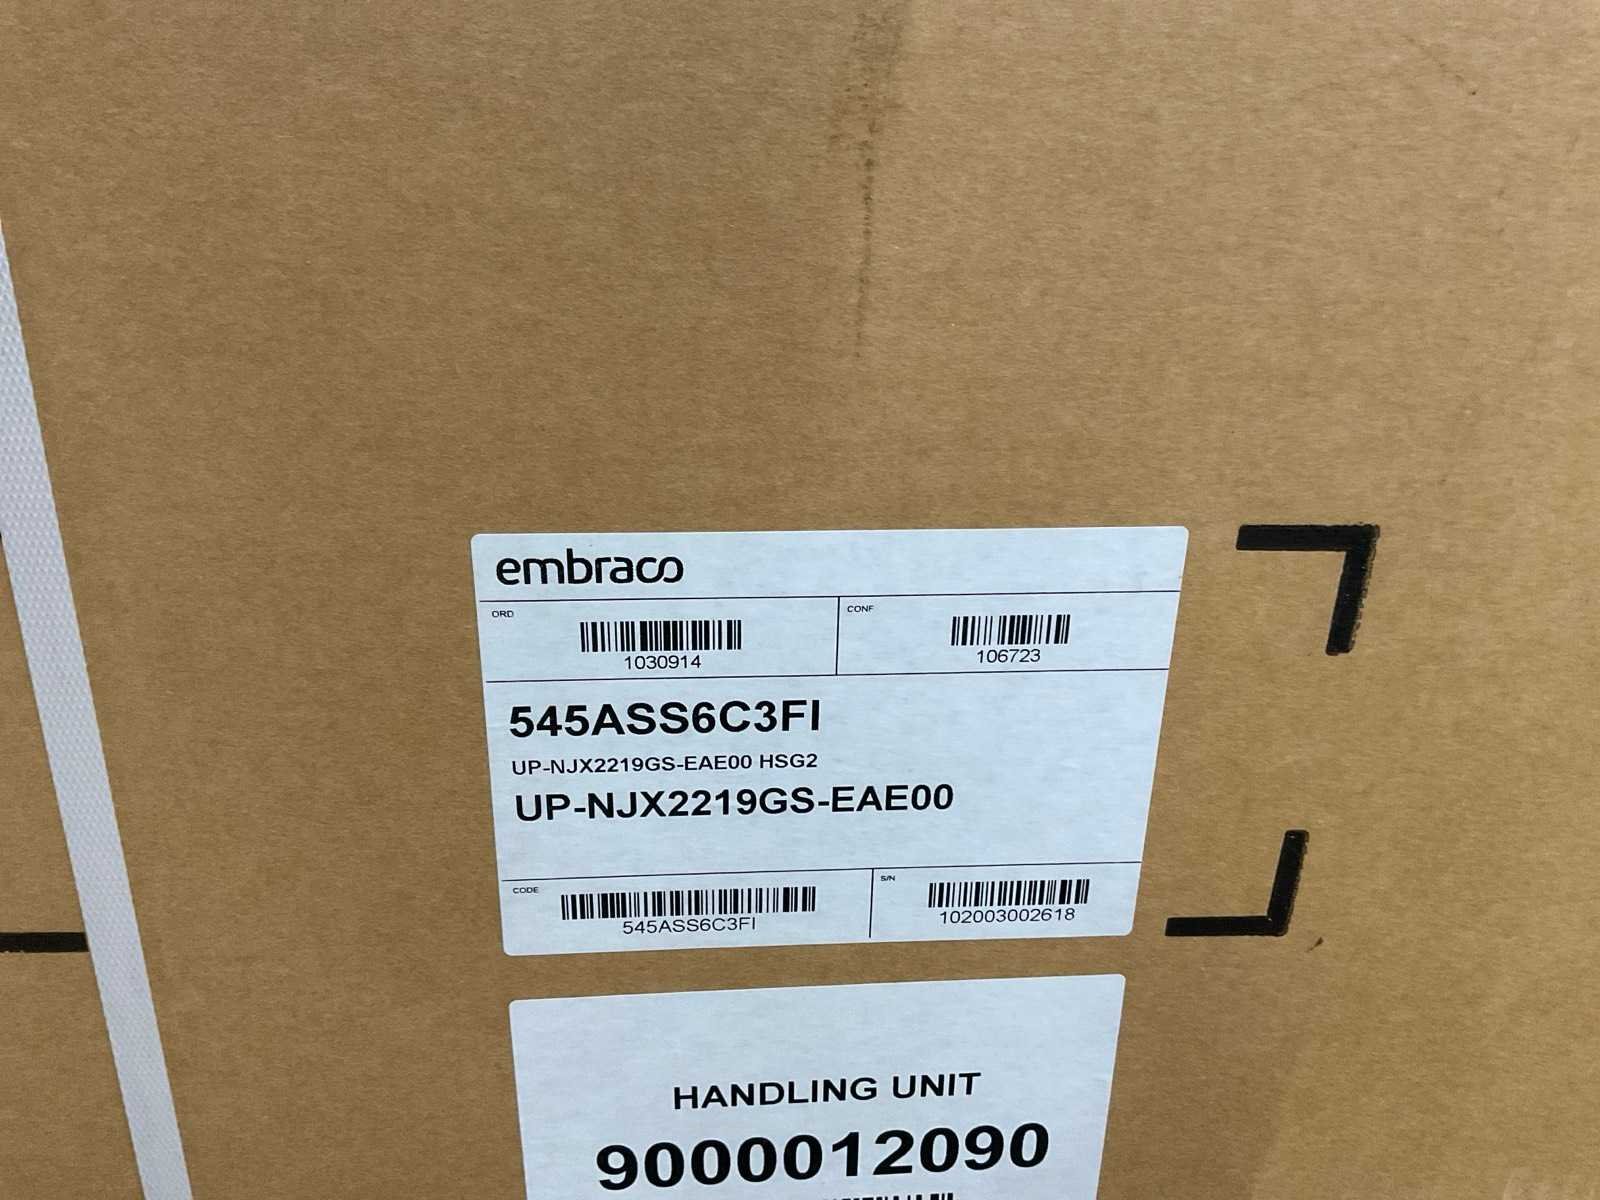 embraco
ORD
1030914
CONF
106723
545ASS6C3FI
UP-NJX2219GS-EAE00 HSG2
UP-NJX2219GS-EAE00
CODE
545ASS6C3FI
S/N
102003002618
HANDLING UNIT
9000012090